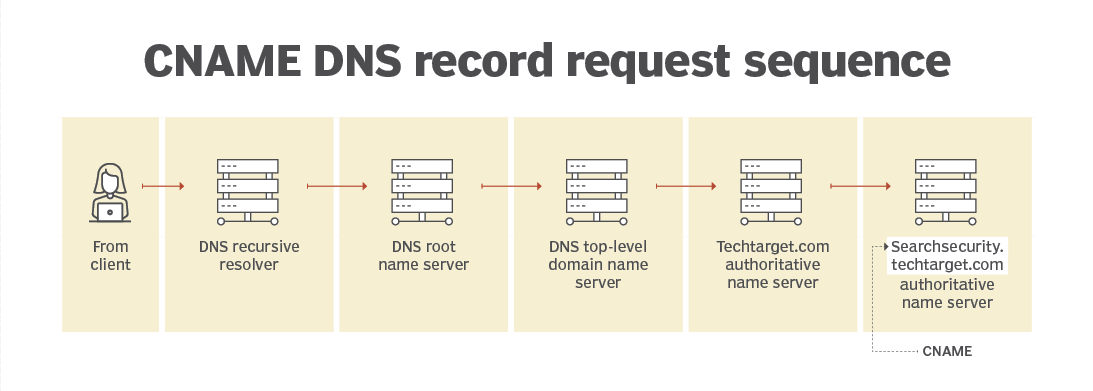 CNAME DNS record request sequence
From
client
DNS recursive
resolver
DNS root
name server
DNS top-level
domain name
server
Techtarget.com
authoritative
name server
Searchsecurity.
techtarget.com
authoritative
name server
CNAME